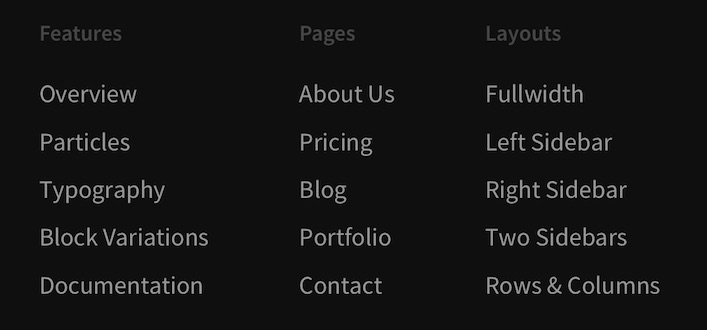 Features
Overview
Particles
Typography
Block Variations
Documentation
Pages
About Us
Pricing
Blog
Portfolio
Contact
Layouts
Fullwidth
Left Sidebar
Right Sidebar
Two Sidebars
Rows & Columns